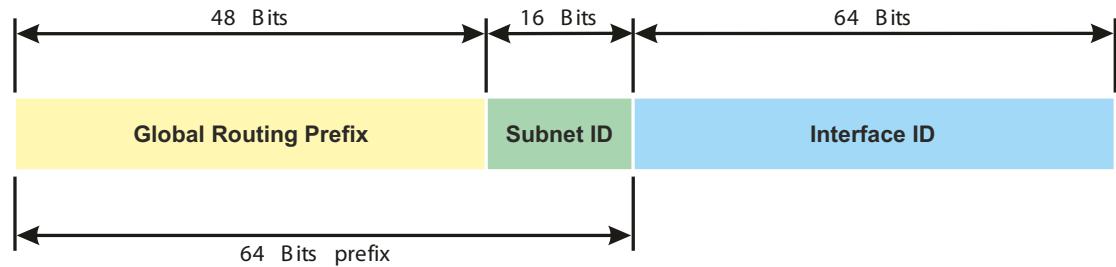 48 Bits
16 Bits
64 Bits
Global Routing Prefix
Subnet ID
Interface ID
64 Bits prefix